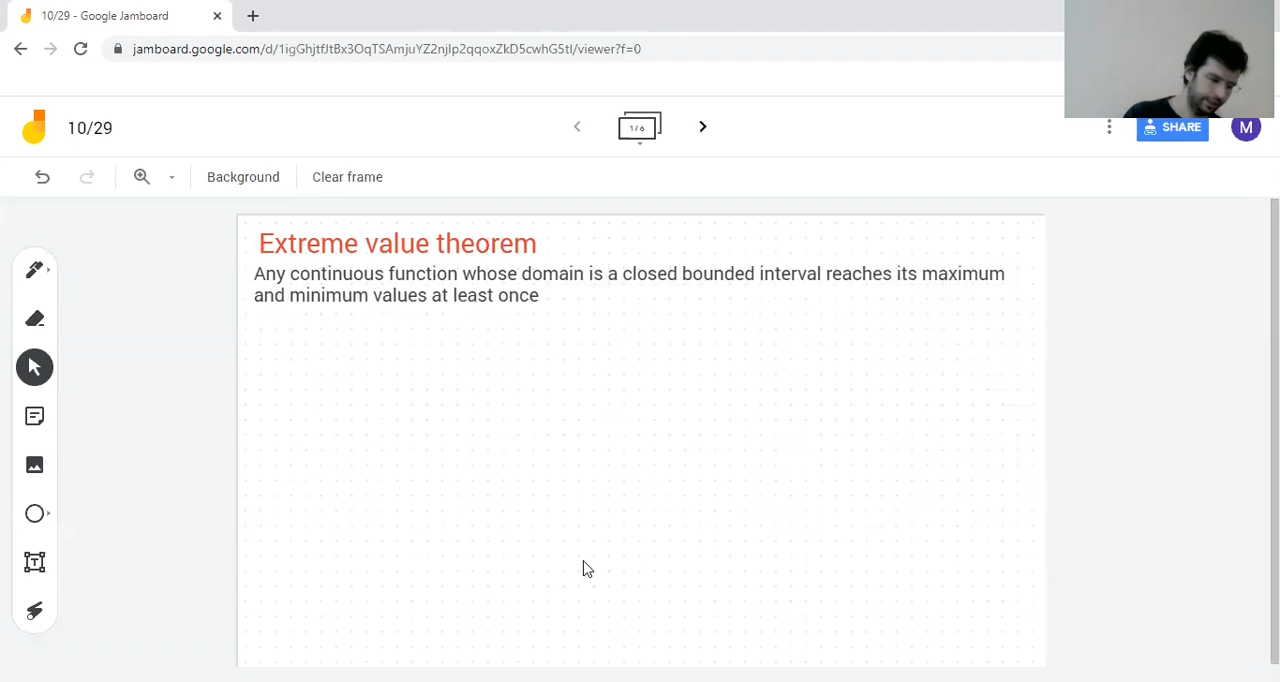 10/29 - Google Jamboard
jamboard.google.com/d/1igGhjtfJtBx3OqTSAmjuYZ2njlp2qqoxZkD5cwhG5tI/viewer?f=0
10/29
1/6
SHARE
M
Background
Clear frame
Extreme value theorem
Any continuous function whose domain is a closed bounded interval reaches its maximum
and minimum values at least once
T